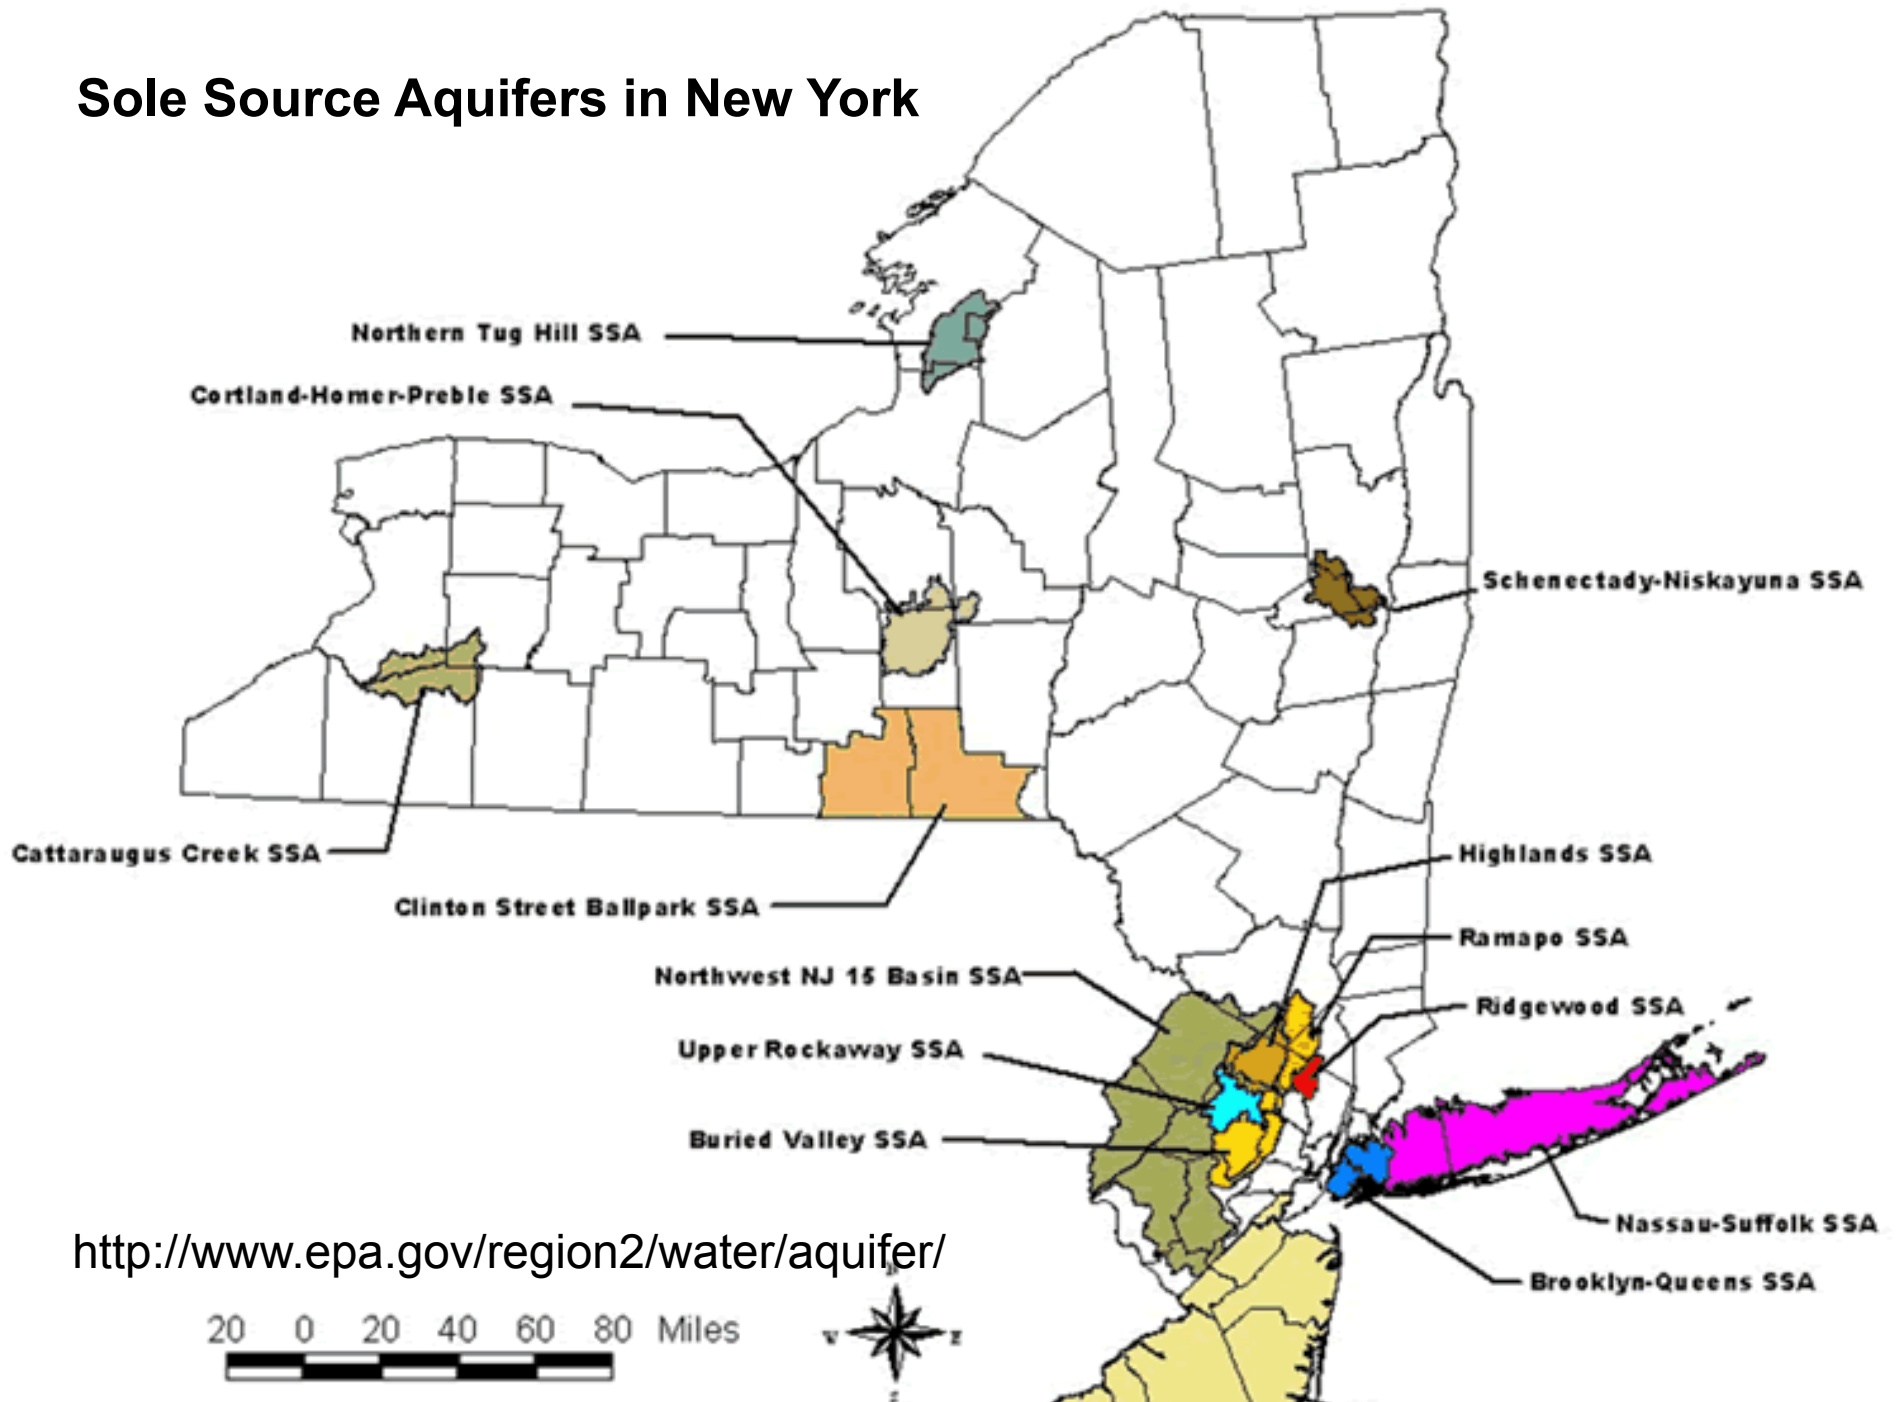 Sole Source Aquifers in New York
Northern Tug Hill SSA
Cortland-Homer-Preble SSA
Schenectady-Niskayuna SSA
Cattaraugus Creek SSA
Highlands SSA
Clinton Street Ballpark SSA
Ramapo SSA
Northwest NJ 15 Basin SSA
Ridgewood SSA
Upper Rockaway SSA
Buried Valley SSA
Nassau-Suffolk SSA
http://www.epa.gov/region2/water/aquifer/
Brooklyn-Queens SSA
20 0 20 40 60 80 Miles
W E
S